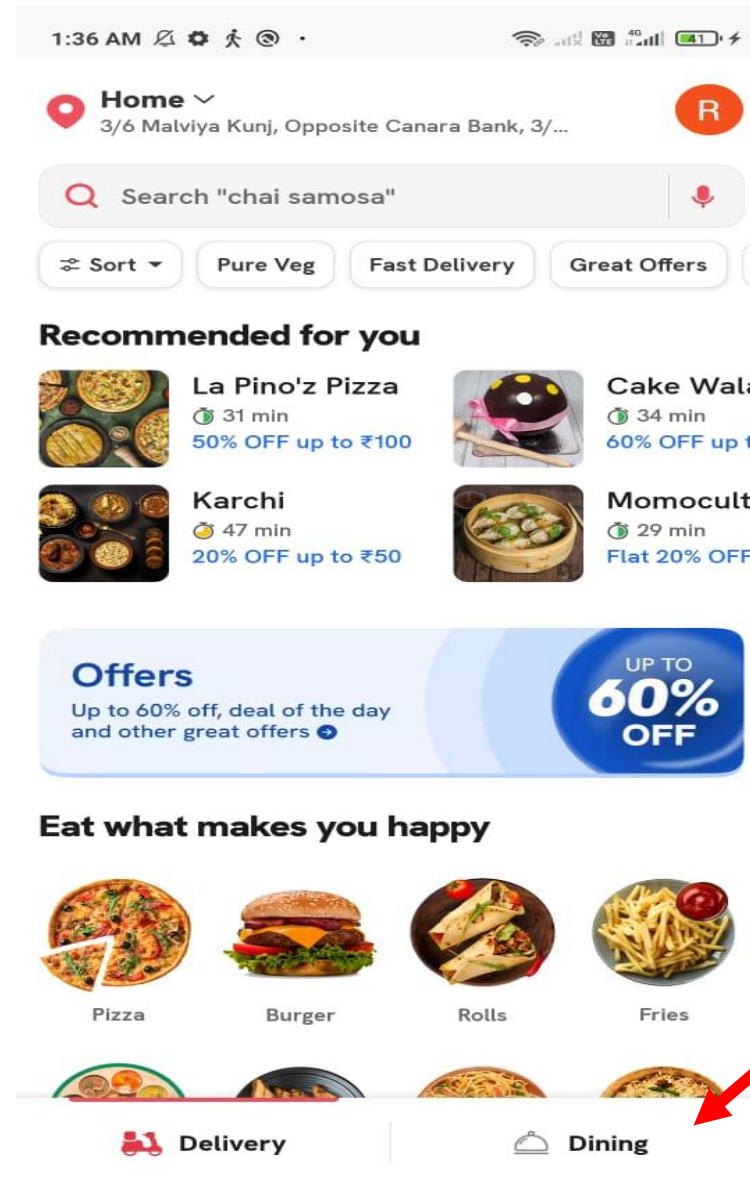 1:36 AM
Vo LTE 4G 41
Home
3/6 Malviya Kunj, Opposite Canara Bank, 3/...
R
Search "chai samosa"
Sort Pure Veg Fast Delivery Great Offers
Recommended for you
La Pino'z Pizza
31 min
50% OFF up to ₹100
Cake Wala
34 min
60% OFF up t
Karchi
47 min
20% OFF up to ₹50
Momocult
29 min
Flat 20% OFF
Offers
Up to 60% off, deal of the day
and other great offers
UP TO
60%
OFF
Eat what makes you happy
Pizza Burger Rolls Fries
Delivery Dining